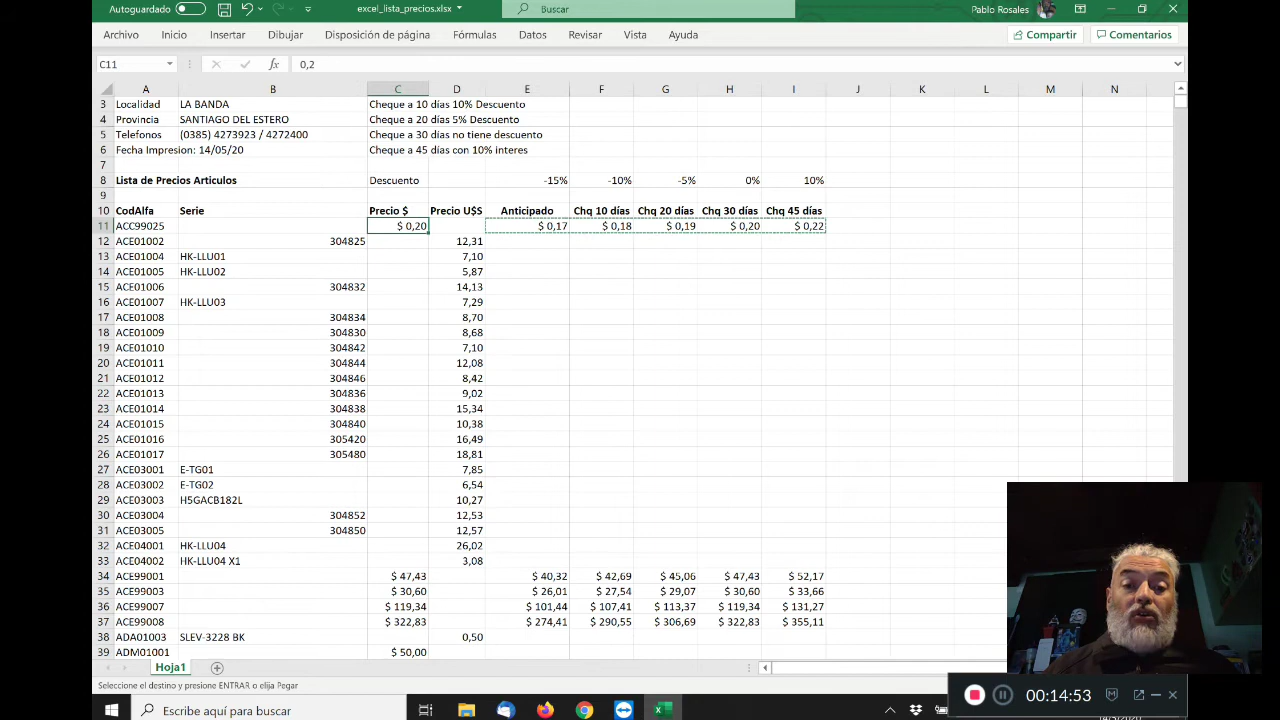 Autoguardado excel_lista_precios.xlsx Buscar Pablo Rosales
Archivo Inicio Insertar Dibujar Disposición de página Fórmulas Datos Revisar Vista Ayuda Compartir Comentarios
C11 fx 0,2
A B C D E F G H I J K L M N
3 Localidad LA BANDA Cheque a 10 días 10% Descuento
4 Provincia SANTIAGO DEL ESTERO Cheque a 20 días 5% Descuento
5 Telefonos (0385) 4273923 / 4272400 Cheque a 30 días no tiene descuento
6 Fecha Impresion: 14/05/20 Cheque a 45 días con 10% interes
7
8 Lista de Precios Articulos Descuento -15% -10% -5% 0% 10%
9
10 CodAlfa Serie Precio $ Precio U$S Anticipado Chq 10 días Chq 20 días Chq 30 días Chq 45 días
11 ACC99025 $ 0,20 $ 0,17 $ 0,18 $ 0,19 $ 0,20 $ 0,22
12 ACE01002 304825 12,31
13 ACE01004 HK-LLU01 7,10
14 ACE01005 HK-LLU02 5,87
15 ACE01006 304832 14,13
16 ACE01007 HK-LLU03 7,29
17 ACE01008 304834 8,70
18 ACE01009 304830 8,68
19 ACE01010 304842 7,10
20 ACE01011 304844 12,08
21 ACE01012 304846 8,42
22 ACE01013 304836 9,02
23 ACE01014 304838 15,34
24 ACE01015 304840 10,38
25 ACE01016 305420 16,49
26 ACE01017 305480 18,81
27 ACE03001 E-TG01 7,85
28 ACE03002 E-TG02 6,54
29 ACE03003 H5GACB182L 10,27
30 ACE03004 304852 12,53
31 ACE03005 304850 12,57
32 ACE04001 HK-LLU04 26,02
33 ACE04002 HK-LLU04 X1 3,08
34 ACE99001 $ 47,43 $ 40,32 $ 42,69 $ 45,06 $ 47,43 $ 52,17
35 ACE99003 $ 30,60 $ 26,01 $ 27,54 $ 29,07 $ 30,60 $ 33,66
36 ACE99007 $ 119,34 $ 101,44 $ 107,41 $ 113,37 $ 119,34 $ 131,27
37 ACE99008 $ 322,83 $ 274,41 $ 290,55 $ 306,69 $ 322,83 $ 355,11
38 ADA01003 SLEV-3228 BK 0,50
39 ADM01001 $ 50,00
Hoja1
Seleccione el destino y presione ENTRAR o elija Pegar
00:14:53
Escribe aquí para buscar